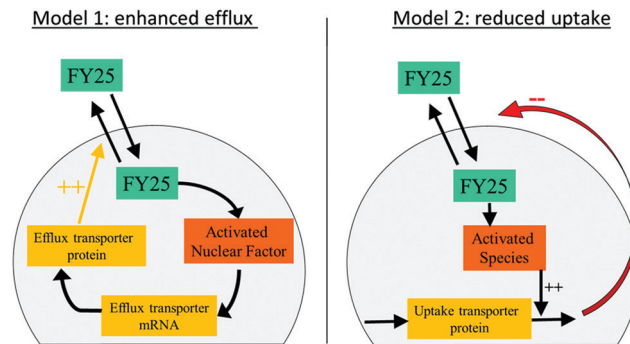 Model 1: enhanced efflux
FY25
FY25
++
Efflux transporter
protein
Activated
Nuclear Factor
Efflux transporter
mRNA
Model 2: reduced uptake
FY25
--
FY25
Activated
Species
++
Uptake transporter
protein